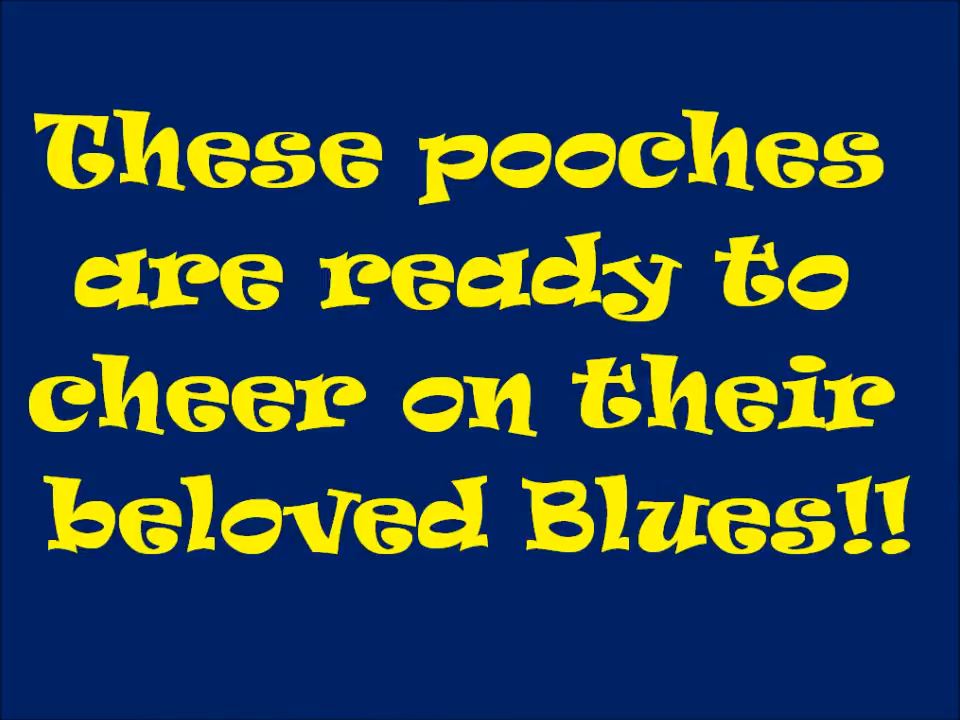 These pooches
are ready to
cheer on their
beloved Blues!!